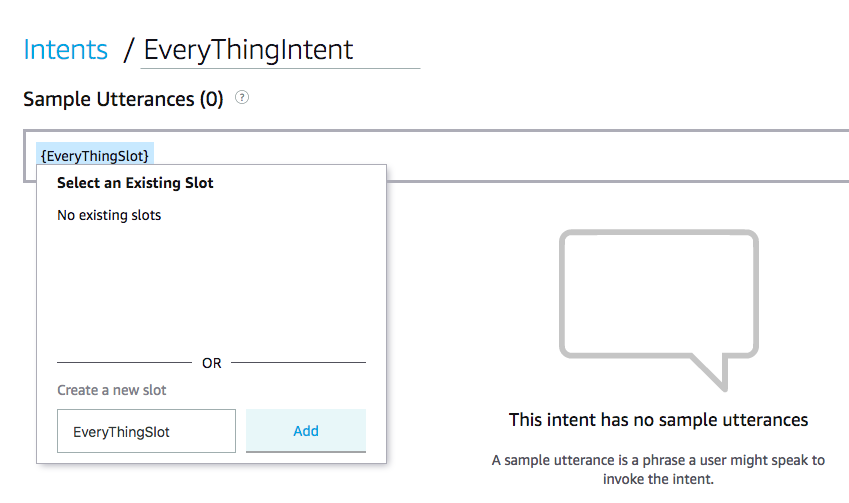 Intents / EveryThingIntent
Sample Utterances (0) ?
{EveryThingSlot}
Select an Existing Slot
No existing slots
OR
Create a new slot
EveryThingSlot Add
This intent has no sample utterances
A sample utterance is a phrase a user might speak to
invoke the intent.